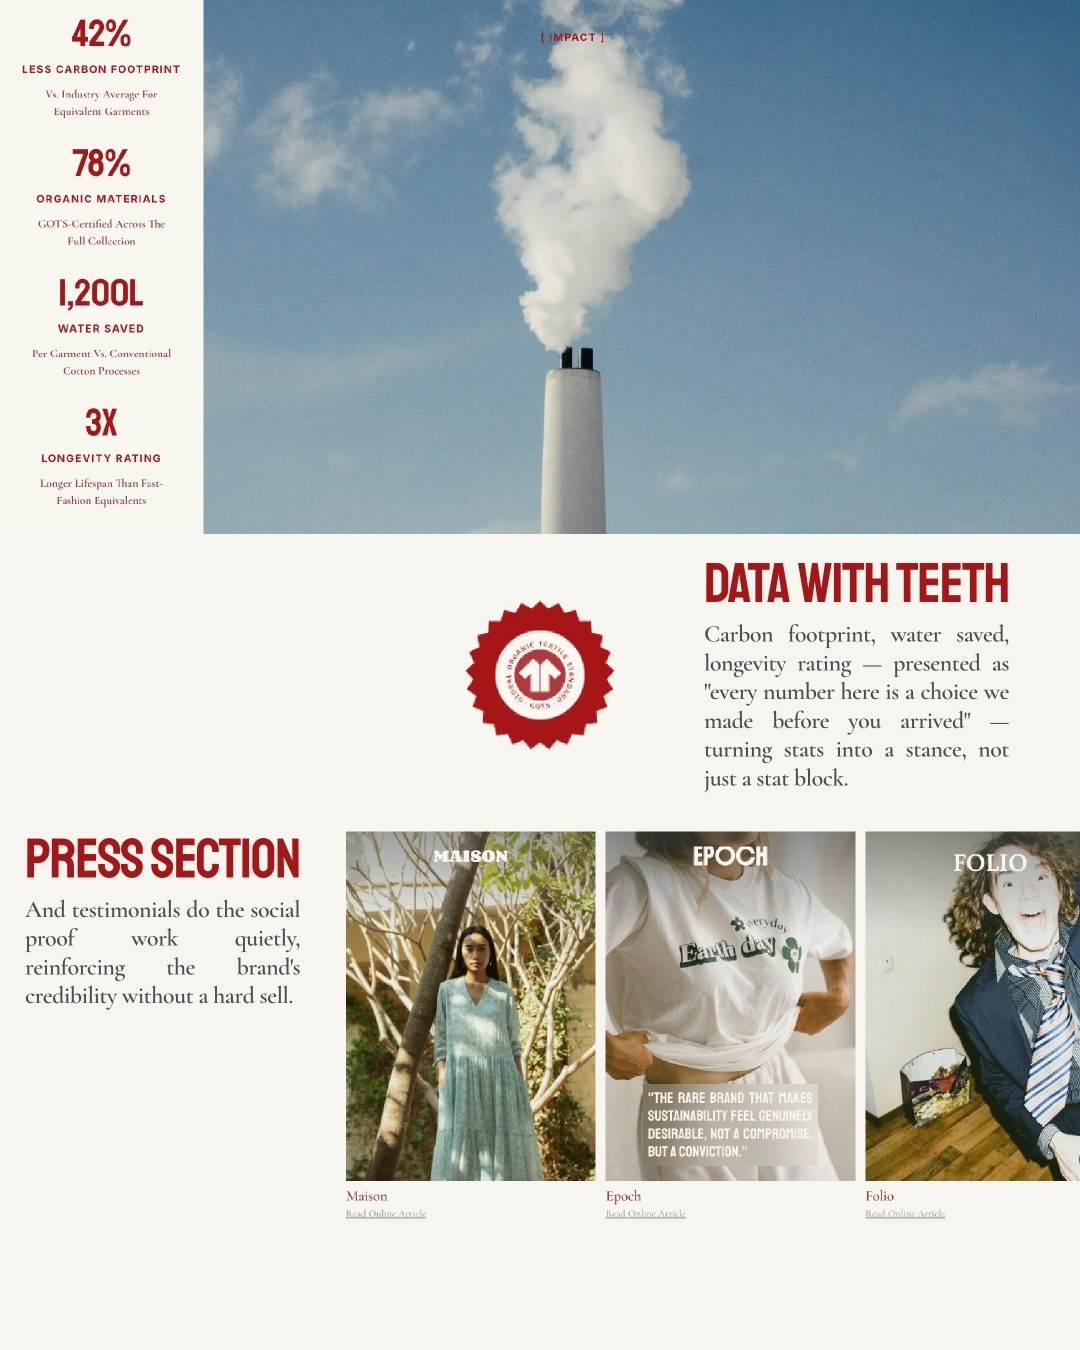 42%
LESS CARBON FOOTPRINT
Vs. Industry Average For
Equivalent Garments
78%
ORGANIC MATERIALS
GOTS-Certified Across The
Full Collection
1,200L
WATER SAVED
Per Garment Vs. Conventional
Cotton Processes
3X
LONGEVITY RATING
Longer Lifespan Than Fast-
Fashion Equivalents
[ IMPACT ]
GLOBAL ORGANIC TEXTILE STANDARD · GOTS ·
DATA WITH TEETH
Carbon footprint, water saved,
longevity rating — presented as
"every number here is a choice we
made before you arrived" —
turning stats into a stance, not
just a stat block.
PRESS SECTION
And testimonials do the social
proof work quietly,
reinforcing the brand's
credibility without a hard sell.
MAISON
Maison
Read Online Article
EPOCH
everyday
Earth day
"THE RARE BRAND THAT MAKES
SUSTAINABILITY FEEL GENUINELY
DESIRABLE, NOT A COMPROMISE,
BUT A CONVICTION."
Epoch
Read Online Article
FOLIO
Folio
Read Online Article